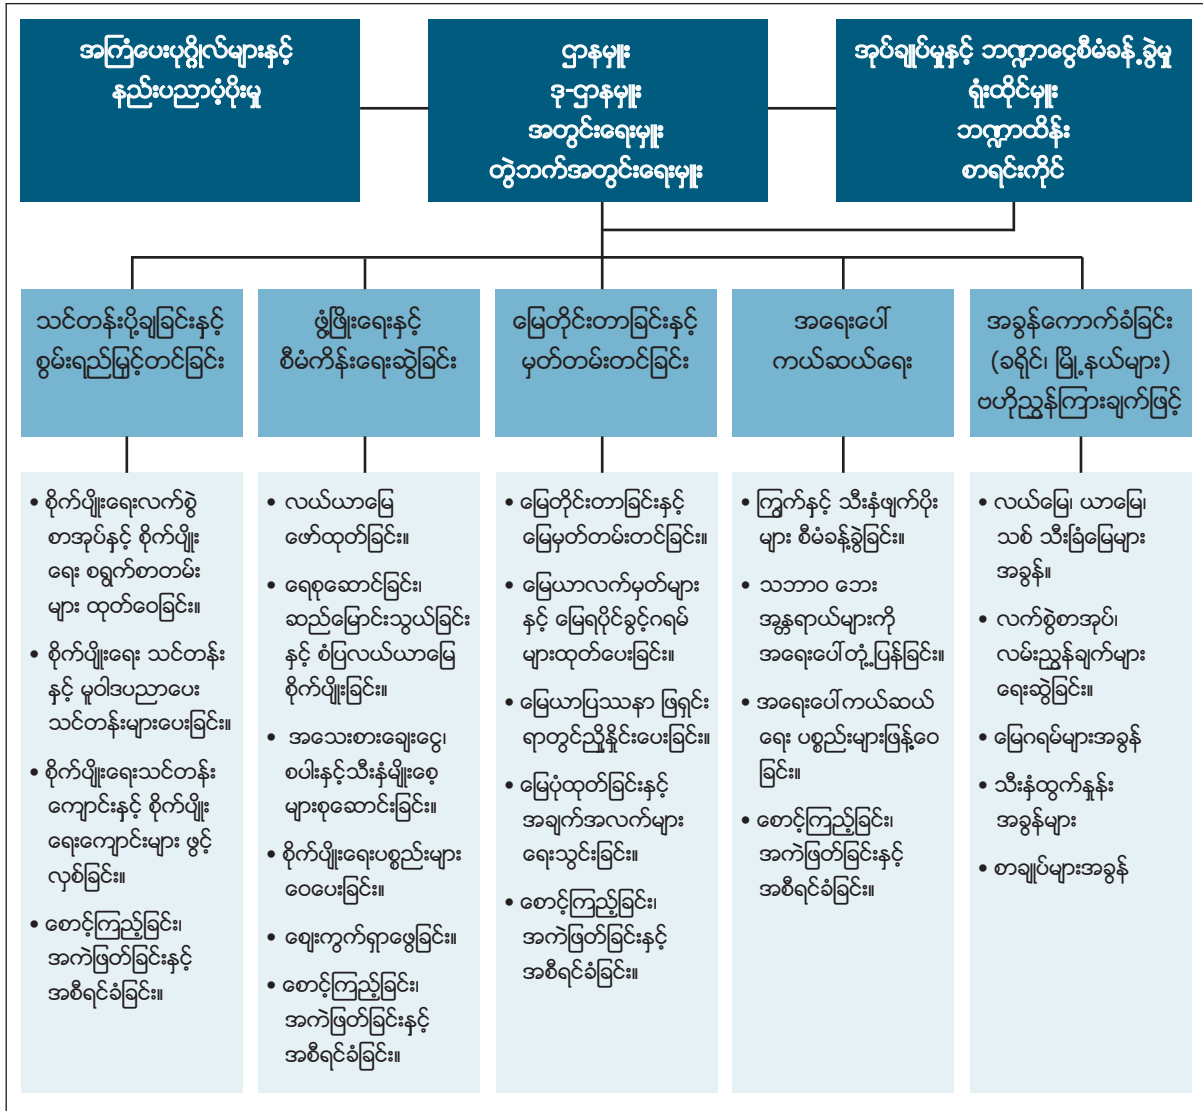 အကြံပေးပုဂ္ဂိုလ်များနှင့်
နည်းပညာပံ့ပိုးမှု
ဌာနမှူး
ဒု-ဌာနမှူး
အတွင်းရေးမှူး
တွဲဘက်အတွင်းရေးမှူး
အုပ်ချုပ်မှုနှင့် ဘဏ္ဍာငွေစီမံခန့်ခွဲမှု
ရုံးထိုင်မှူး
ဘဏ္ဍာထိန်း
စာရင်းကိုင်
သင်တန်းပို့ချခြင်းနှင့်
စွမ်းရည်မြှင့်တင်ခြင်း
ဖွံ့ဖြိုးရေးနှင့်
စီမံကိန်းရေးဆွဲခြင်း
မြေတိုင်းတာခြင်းနှင့်
မှတ်တမ်းတင်ခြင်း
အရေးပေါ်
ကယ်ဆယ်ရေး
အခွန်ကောက်ခံခြင်း
(ခရိုင်၊ မြို့နယ်များ)
ဗဟိုညွှန်ကြားချက်ဖြင့်
• စိုက်ပျိုးရေးလက်စွဲ
စာအုပ်နှင့် စိုက်ပျိုး
ရေး စရွက်စာတမ်း
များ ထုတ်ဝေခြင်း။
• စိုက်ပျိုးရေး သင်တန်း
နှင့် မူဝါဒပညာပေး
သင်တန်းများပေးခြင်း။
• စိုက်ပျိုးရေးသင်တန်း
ကျောင်းနှင့် စိုက်ပျိုး
ရေးကျောင်းများ ဖွင့်
လှစ်ခြင်း။
• စောင့်ကြည့်ခြင်း၊
အကဲဖြတ်ခြင်းနှင့်
အစီရင်ခံခြင်း။
• လယ်ယာမြေ
ဖော်ထုတ်ခြင်း။
• ရေစုဆောင်ခြင်း၊
ဆည်မြောင်းသွယ်ခြင်း
နှင့် စံပြလယ်ယာမြေ
စိုက်ပျိုးခြင်း။
• အသေးစားချေးငွေ၊
စပါးနှင့်သီးနှံမျိုးစေ့
များစုဆောင်းခြင်း။
• စိုက်ပျိုးရေးပစ္စည်းများ
ဝေပေးခြင်း။
• ဈေးကွက်ရှာဖွေခြင်း။
• စောင့်ကြည့်ခြင်း၊
အကဲဖြတ်ခြင်းနှင့်
အစီရင်ခံခြင်း။
• မြေတိုင်းတာခြင်းနှင့်
မြေမှတ်တမ်းတင်ခြင်း။
• မြေယာလက်မှတ်များ
နှင့် မြေရပိုင်ခွင့်ဂရမ်
များထုတ်ပေးခြင်း။
• မြေယာပြဿနာ ဖြေရှင်း
ရာတွင်ညှိုနှိုင်းပေးခြင်း။
• မြေပုံထုတ်ခြင်းနှင့်
အချက်အလက်များ
ရေးသွင်းခြင်း။
• စောင့်ကြည့်ခြင်း၊
အကဲဖြတ်ခြင်းနှင့်
အစီရင်ခံခြင်း။
• ကြွက်နှင့် သီးနှံဖျက်ပိုး
များ စီမံခန့်ခွဲခြင်း။
• သဘာဝ ဘေး
အန္တရာယ်များကို
အရေးပေါ်တုံ့ပြန်ခြင်း။
• အရေးပေါ်ကယ်ဆယ်
ရေး ပစ္စည်းများဖြန့်ဝေ
ခြင်း။
• စောင့်ကြည့်ခြင်း၊
အကဲဖြတ်ခြင်းနှင့်
အစီရင်ခံခြင်း။
• လယ်မြေ၊ ယာမြေ၊
သစ် သီးခြံမြေများ
အခွန်။
• လက်စွဲစာအုပ်၊
လမ်းညွှန်ချက်များ
ရေးဆွဲခြင်း။
• မြေဂရမ်များအခွန်
• သီးနှံထွက်နှုန်း
အခွန်များ
• စာချုပ်များအခွန်